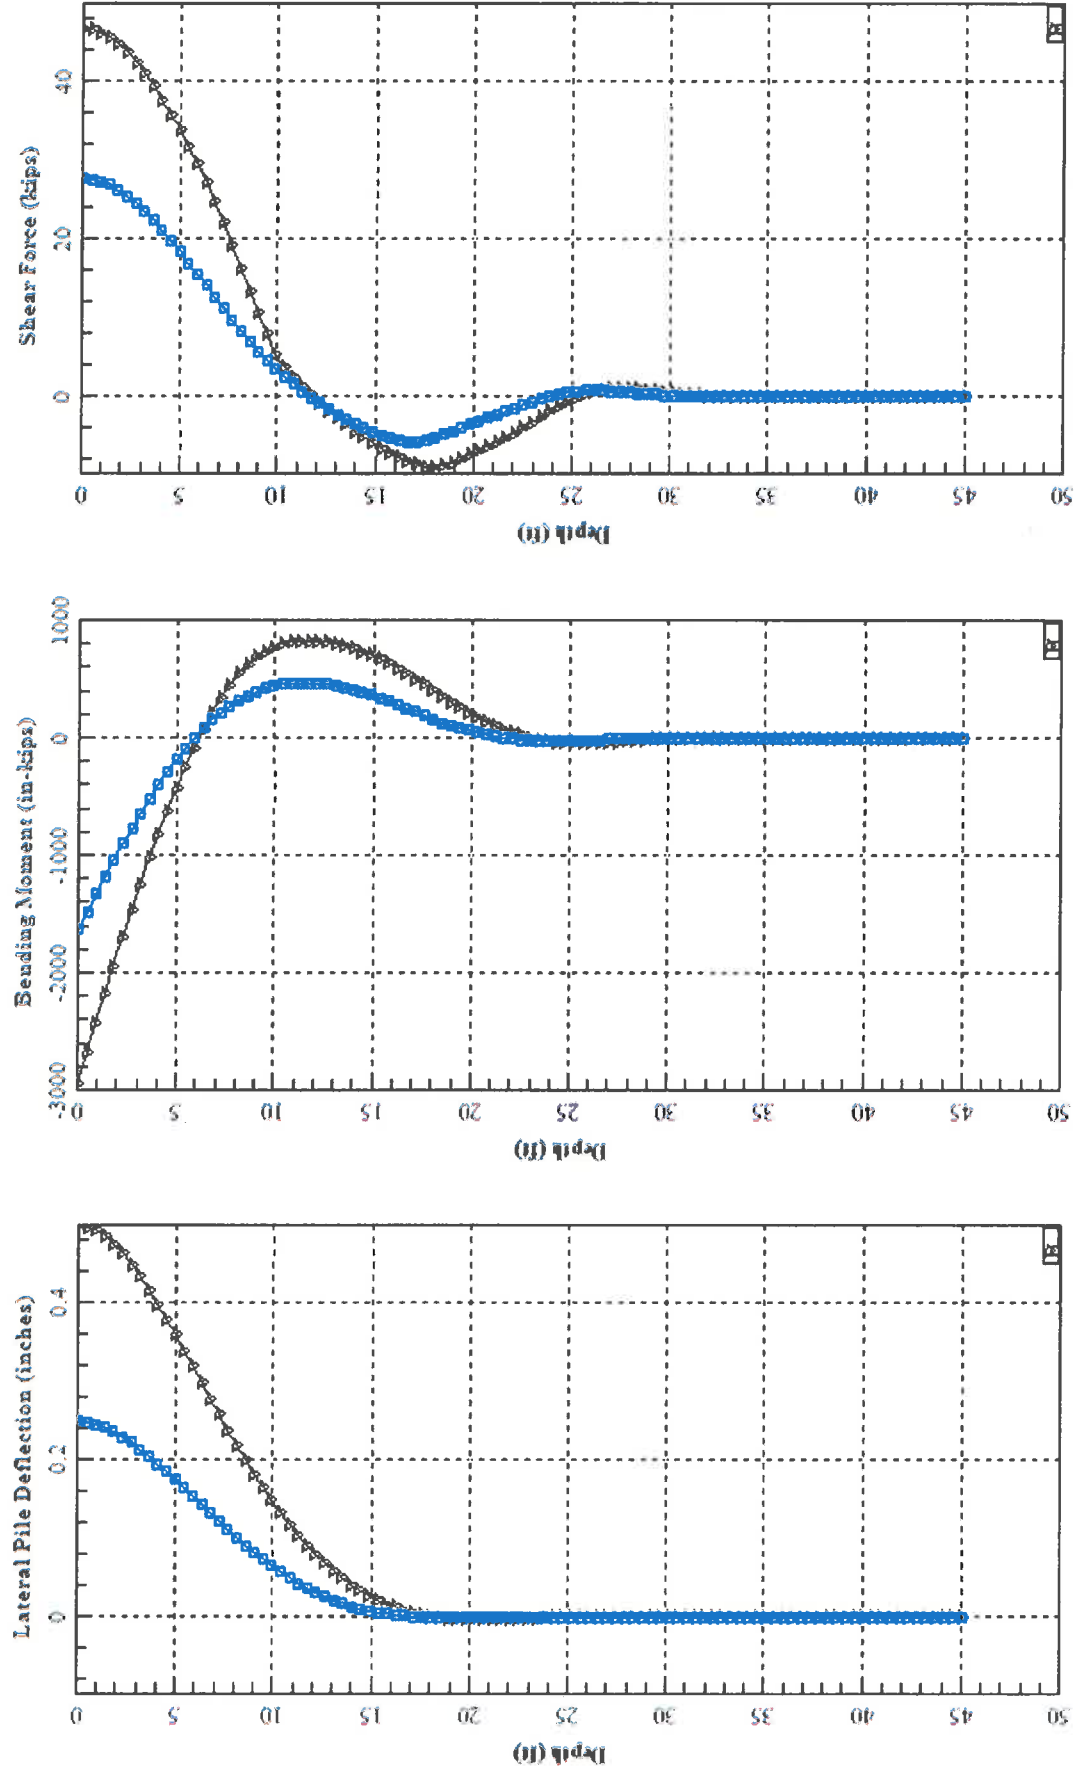 Shear Force (kips)
0 20 40
0 5 10 15 20 25 30 35 40 45 50
Depth (ft)
Bending Moment (in-kips)
-3000 -2000 -1000 0 1000
0 5 10 15 20 25 30 35 40 45 50
Depth (ft)
Lateral Pile Deflection (inches)
0 0.2 0.4
0 5 10 15 20 25 30 35 40 45 50
Depth (ft)